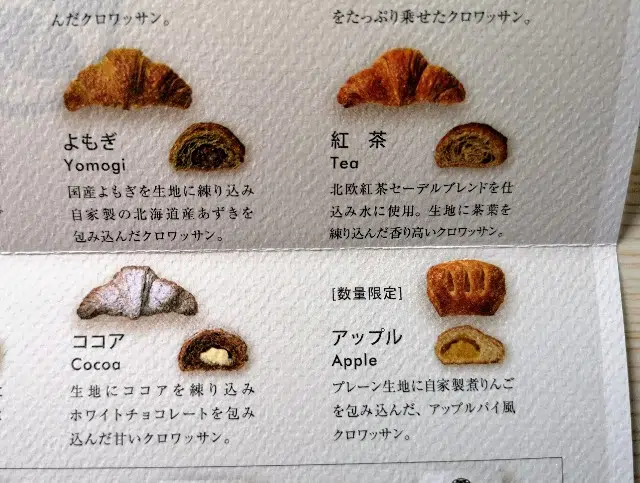 んだクロワッサン。
をたっぷり乗せたクロワッサン。
よもぎ
Yomogi
国産よもぎを生地に練り込み
自家製の北海道産あずきを
包み込んだクロワッサン。
紅 茶
Tea
北欧紅茶セーデルブレンドを仕
込み水に使用。生地に茶葉を
練り込んだ香り高いクロワッサン。
ココア
Cocoa
生地にココアを練り込み
ホワイトチョコレートを包み
込んだ甘いクロワッサン。
[数量限定]
アップル
Apple
プレーン生地に自家製煮りんご
を包み込んだ、アップルパイ風
クロワッサン。